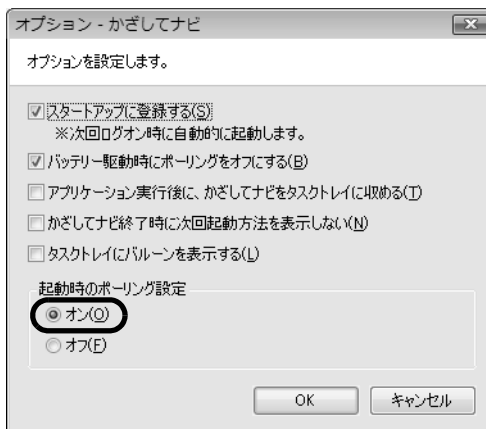 オプション - かざしてナビ
オプションを設定します。
スタートアップに登録する(S)
※次回ログオン時に自動的に起動します。
バッテリー駆動時にポーリングをオフにする(B)
アプリケーション実行後に、かざしてナビをタスクトレイに収める(T)
かざしてナビ終了時に次回起動方法を表示しない(N)
タスクトレイにバルーンを表示する(L)
起動時のポーリング設定
オン(O)
オフ(F)
OK キャンセル